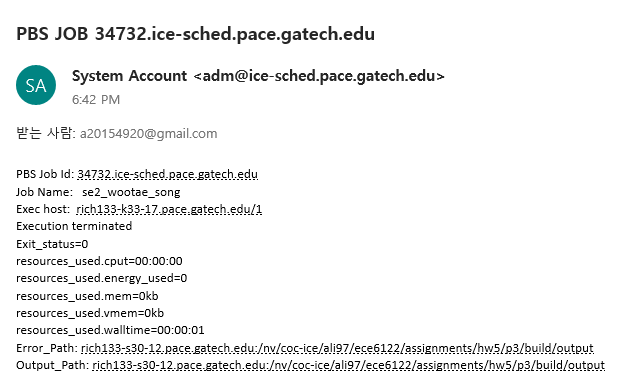 PBS JOB 34732.ice-sched.pace.gatech.edu
SA
System Account <adm@ice-sched.pace.gatech.edu>
6:42 PM
받는 사람: a20154920@gmail.com
PBS Job Id: 34732.ice-sched.pace.gatech.edu
Job Name:   se2_wootae_song
Exec host:  rich133-k33-17.pace.gatech.edu/1
Execution terminated
Exit_status=0
resources_used.cput=00:00:00
resources_used.energy_used=0
resources_used.mem=0kb
resources_used.vmem=0kb
resources_used.walltime=00:00:01
Error_Path: rich133-s30-12.pace.gatech.edu:/nv/coc-ice/ali97/ece6122/assignments/hw5/p3/build/output
Output_Path: rich133-s30-12.pace.gatech.edu:/nv/coc-ice/ali97/ece6122/assignments/hw5/p3/build/output